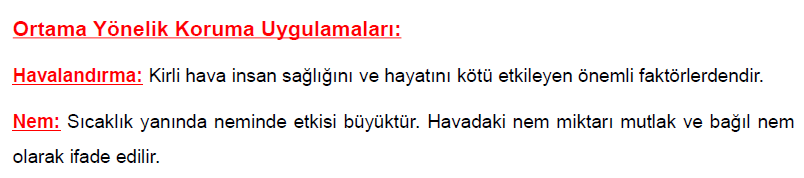 Ortama Yönelik Koruma Uygulamaları:
Havalandırma: Kirli hava insan sağlığını ve hayatını kötü etkileyen önemli faktörlerdendir.
Nem: Sıcaklık yanında neminde etkisi büyüktür. Havadaki nem miktarı mutlak ve bağıl nem
olarak ifade edilir.